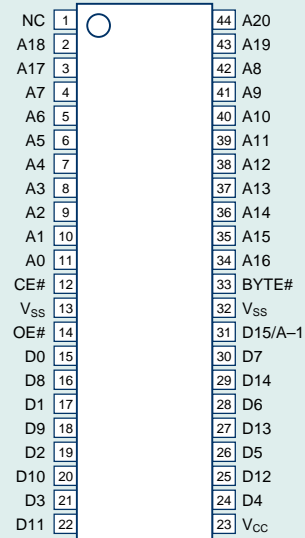 NC 1 44 A20
A18 2 43 A19
A17 3 42 A8
A7 4 41 A9
A6 5 40 A10
A5 6 39 A11
A4 7 38 A12
A3 8 37 A13
A2 9 36 A14
A1 10 35 A15
A0 11 34 A16
CE# 12 33 BYTE#
VSS 13 32 VSS
OE# 14 31 D15/A–1
D0 15 30 D7
D8 16 29 D14
D1 17 28 D6
D9 18 27 D13
D2 19 26 D5
D10 20 25 D12
D3 21 24 D4
D11 22 23 VCC